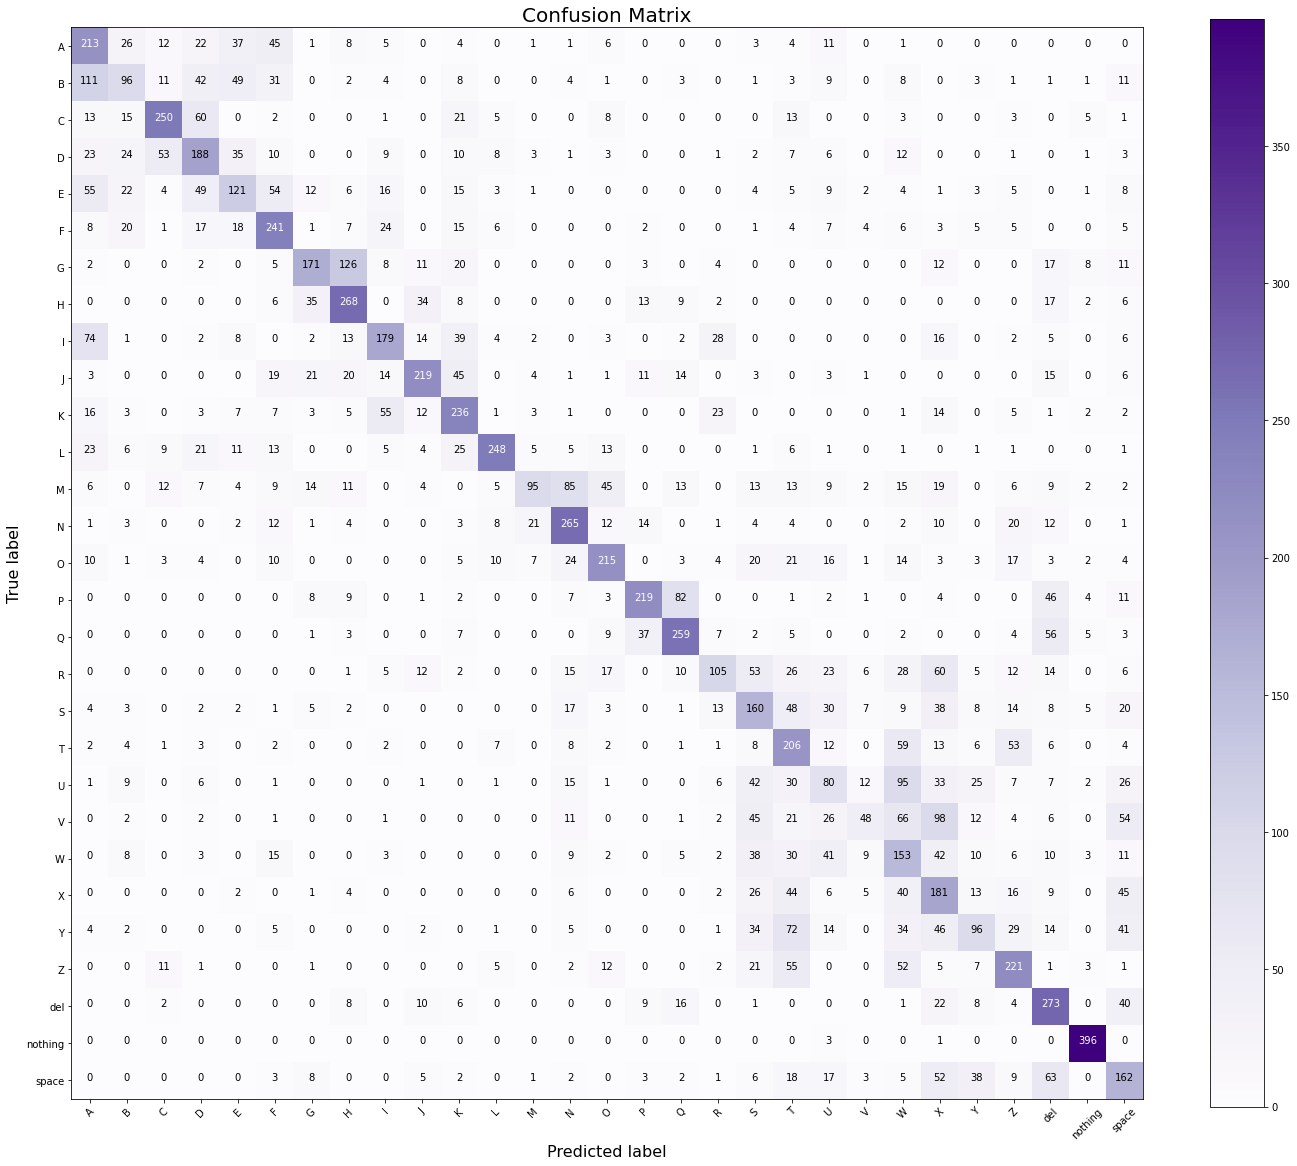 Confusion Matrix
A 213 26 12 22 37 45 1 8 5 0 4 0 1 1 6 0 0 0 3 4 11 0 1 0 0 0 0 0 0
B 111 96 11 42 49 31 0 2 4 0 8 0 0 4 1 0 3 0 1 3 9 0 8 0 3 1 1 1 11
C 13 15 250 60 0 2 0 0 1 0 21 5 0 0 8 0 0 0 0 13 0 0 3 0 0 3 0 5 1
D 23 24 53 188 35 10 0 0 9 0 10 8 3 1 3 0 0 1 2 7 6 0 12 0 0 1 0 1 3
E 55 22 4 49 121 54 12 6 16 0 15 3 1 0 0 0 0 0 4 5 9 2 4 1 3 5 0 1 8
F 8 20 1 17 18 241 1 7 24 0 15 6 0 0 0 2 0 0 1 4 7 4 6 3 5 5 0 0 5
G 2 0 0 2 0 5 171 126 8 11 20 0 0 0 0 3 0 4 0 0 0 0 0 12 0 0 17 8 11
H 0 0 0 0 0 6 35 268 0 34 8 0 0 0 0 13 9 2 0 0 0 0 0 0 0 0 17 2 6
I 74 1 0 2 8 0 2 13 179 14 39 4 2 0 3 0 2 28 0 0 0 0 0 16 0 2 5 0 6
J 3 0 0 0 0 19 21 20 14 219 45 0 4 1 1 11 14 0 3 0 3 1 0 0 0 0 15 0 6
K 16 3 0 3 7 7 3 5 55 12 236 1 3 1 0 0 0 23 0 0 0 0 1 14 0 5 1 2 2
L 23 6 9 21 11 13 0 0 5 4 25 248 5 5 13 0 0 0 1 6 1 0 1 0 1 1 0 0 1
M 6 0 12 7 4 9 14 11 0 4 0 5 95 85 45 0 13 0 13 13 9 2 15 19 0 6 9 2 2
N 1 3 0 0 2 12 1 4 0 0 3 8 21 265 12 14 0 1 4 4 0 0 2 10 0 20 12 0 1
O 10 1 3 4 0 10 0 0 0 0 5 10 7 24 215 0 3 4 20 21 16 1 14 3 3 17 3 2 4
P 0 0 0 0 0 0 8 9 0 1 2 0 0 7 3 219 82 0 0 1 2 1 0 4 0 0 46 4 11
Q 0 0 0 0 0 0 1 3 0 0 7 0 0 0 9 37 259 7 2 5 0 0 2 0 0 4 56 5 3
R 0 0 0 0 0 0 0 1 5 12 2 0 0 15 17 0 10 105 53 26 23 6 28 60 5 12 14 0 6
S 4 3 0 2 2 1 5 2 0 0 0 0 0 17 3 0 1 13 160 48 30 7 9 38 8 14 8 5 20
T 2 4 1 3 0 2 0 0 2 0 0 7 0 8 2 0 1 1 8 206 12 0 59 13 6 53 6 0 4
U 1 9 0 6 0 1 0 0 0 1 0 1 0 15 1 0 0 6 42 30 80 12 95 33 25 7 7 2 26
V 0 2 0 2 0 1 0 0 1 0 0 0 0 11 0 0 1 2 45 21 26 48 66 98 12 4 6 0 54
W 0 8 0 3 0 15 0 0 3 0 0 0 0 9 2 0 5 2 38 30 41 9 153 42 10 6 10 3 11
X 0 0 0 0 2 0 1 4 0 0 0 0 0 6 0 0 0 2 26 44 6 5 40 181 13 16 9 0 45
Y 4 2 0 0 0 5 0 0 0 2 0 1 0 5 0 0 0 1 34 72 14 0 34 46 96 29 14 0 41
Z 0 0 11 1 0 0 1 0 0 0 0 5 0 2 12 0 0 2 21 55 0 0 52 5 7 221 1 3 1
del 0 0 2 0 0 0 0 8 0 10 6 0 0 0 0 9 16 0 1 0 0 0 1 22 8 4 273 0 40
nothing 0 0 0 0 0 0 0 0 0 0 0 0 0 0 0 0 0 0 0 0 3 0 0 1 0 0 0 396 0
space 0 0 0 0 0 3 8 0 0 5 2 0 1 2 0 3 2 1 6 18 17 3 5 52 38 9 63 0 162
A B C D E F G H I J K L M N O P Q R S T U V W X Y Z del nothing space
Predicted label
True label
350
300
250
200
150
100
50
0